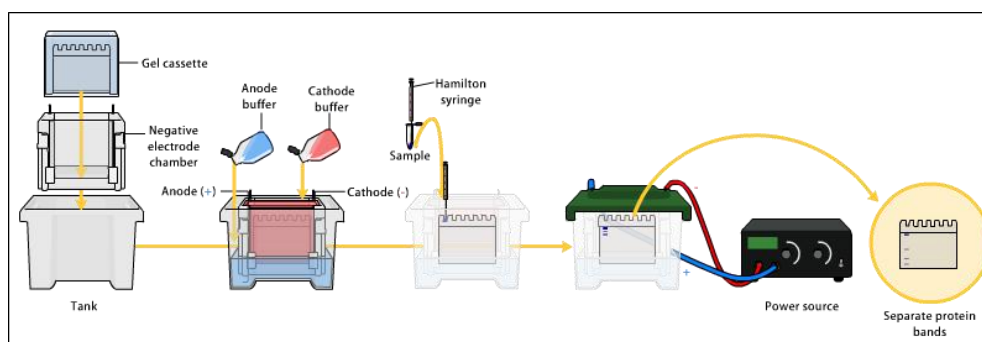 Gel cassette
Negative
electrode
chamber
Tank
Anode
buffer
Cathode
buffer
Anode (+)
Cathode (-)
Hamilton
syringe
Sample
-
+
Power source
Separate protein
bands